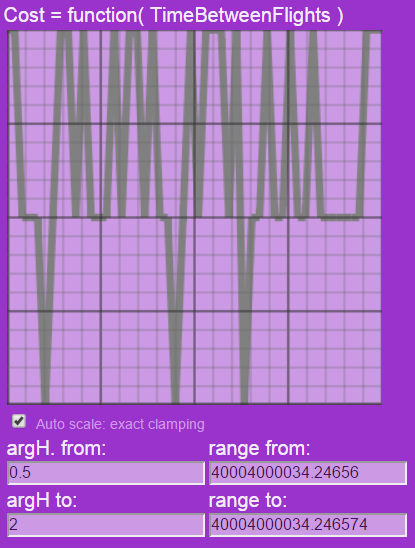 Cost = function( TimeBetweenFlights )
Auto scale: exact clamping
argH. from: range from:
0.5 40004000034.24656
argH to: range to:
2 40004000034.246574